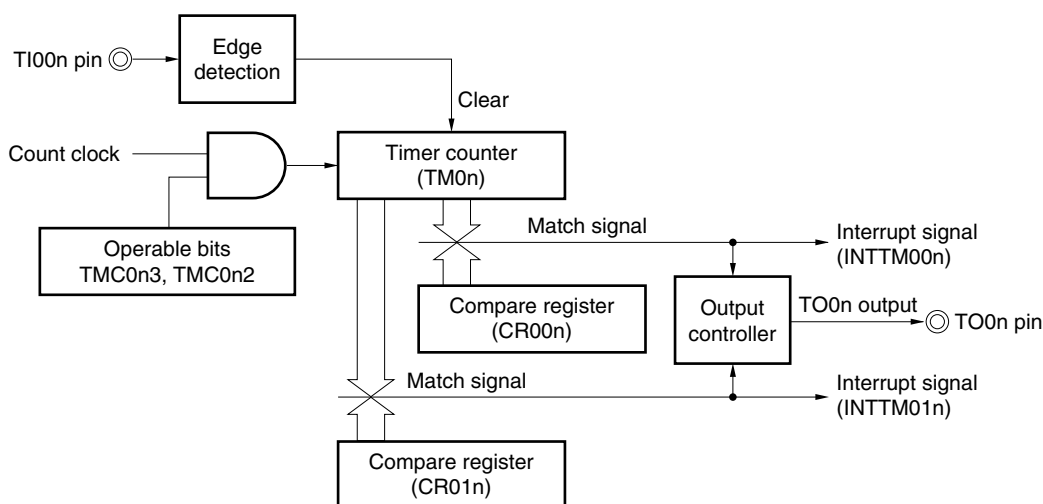 Edge
detection
TI00n pin
Clear
Count clock
Timer counter
(TM0n)
Operable bits
TMC0n3, TMC0n2
Match signal
Interrupt signal
(INTTM00n)
Compare register
(CR00n)
Output
controller
TO0n output
TO0n pin
Match signal
Interrupt signal
(INTTM01n)
Compare register
(CR01n)